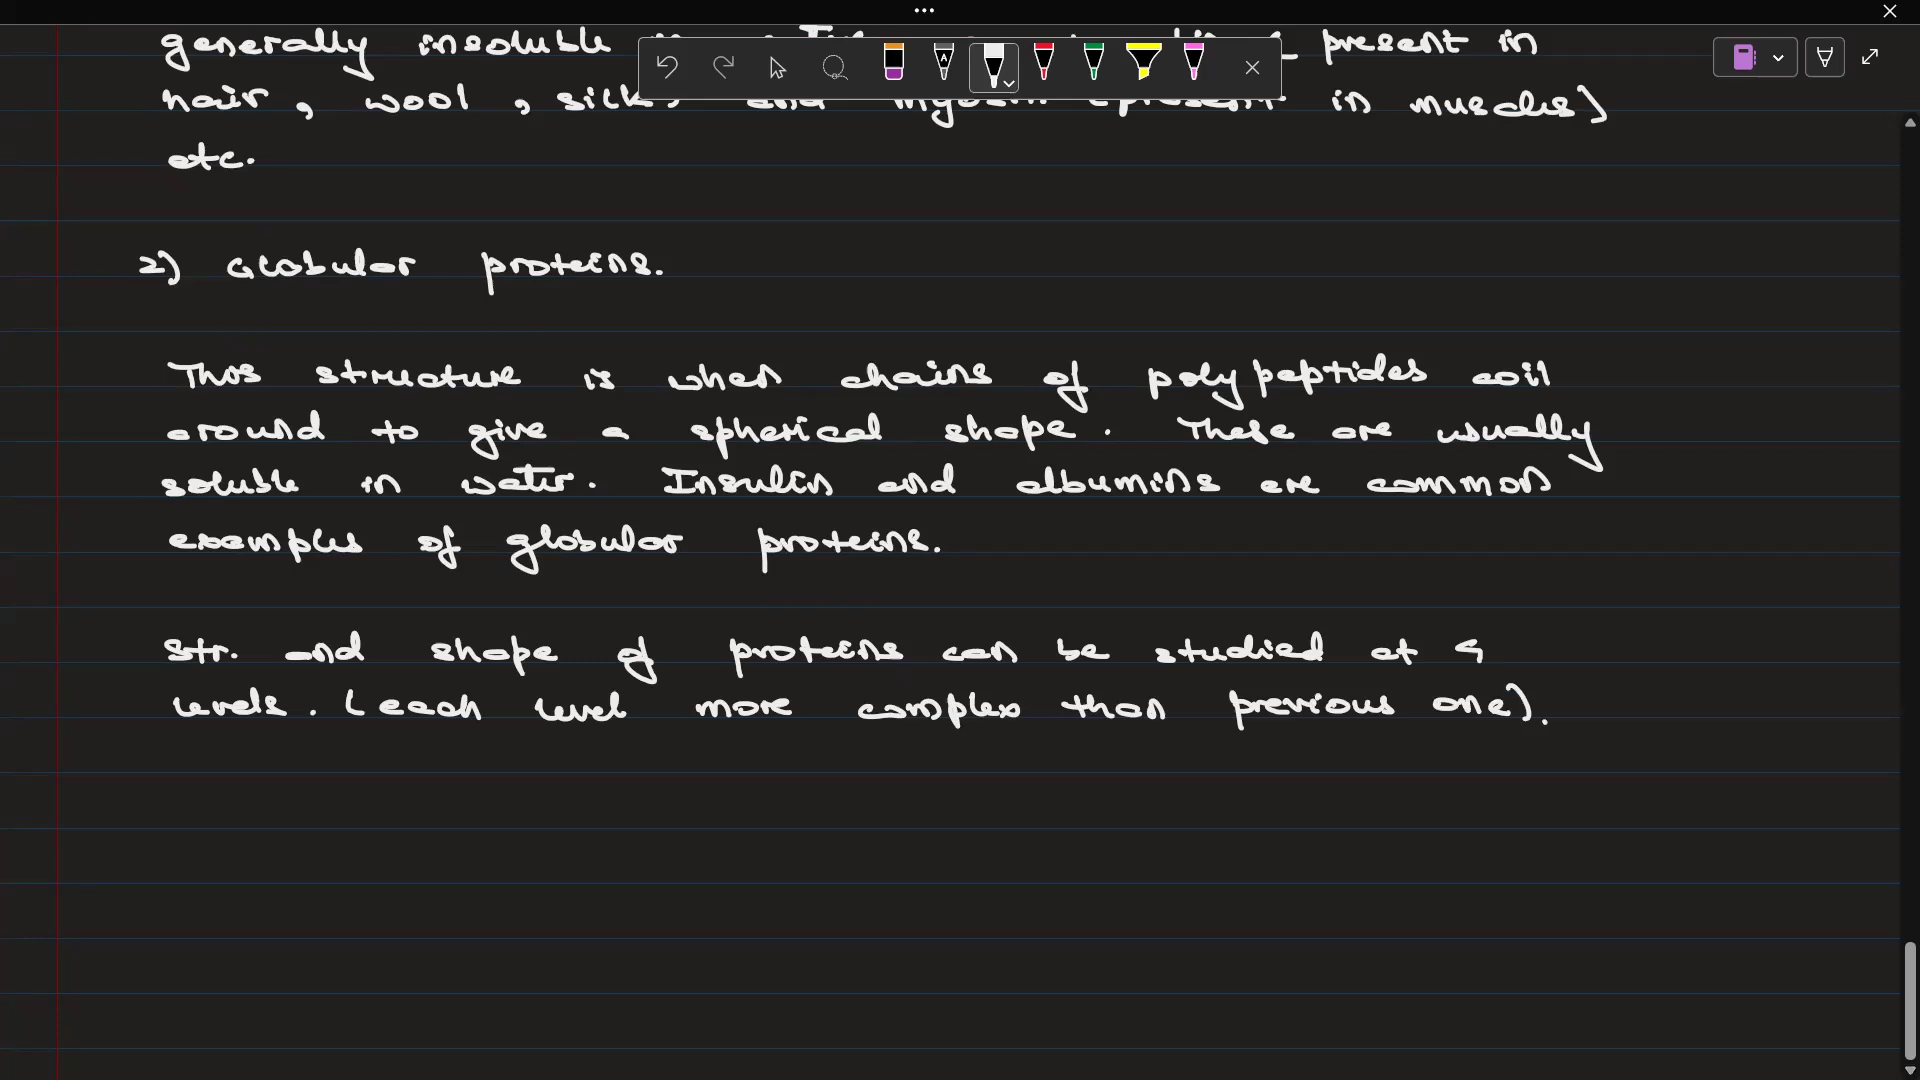 generally insoluble present in
hair, wool, silk, and myosin (present in muscles)
etc.
2) Globular proteins.
This structure is when chains of polypeptides coil
around to give a spherical shape. These are usually
soluble in water. Insulin and albumins are common
examples of globular proteins.
Str. and shape of proteins can be studied at 4
levels. (each level more complex than previous one).